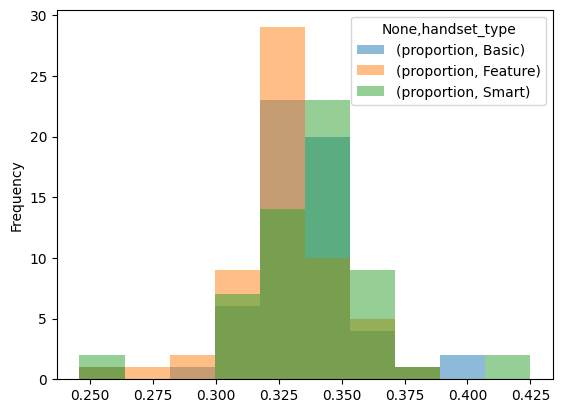 None,handset_type
(proportion, Basic)
(proportion, Feature)
(proportion, Smart)
Frequency
30
25
20
15
10
5
0
0.250 0.275 0.300 0.325 0.350 0.375 0.400 0.425